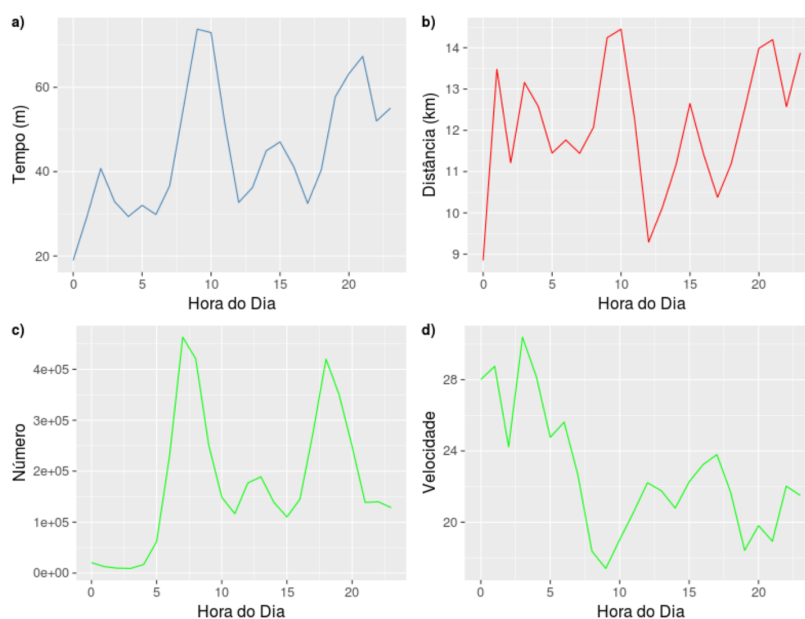 a)
Tempo (m)
60
40
20
0 5 10 15 20
Hora do Dia
b)
Distância (km)
14
13
12
11
10
9
0 5 10 15 20
Hora do Dia
c)
Número
4e+05
3e+05
2e+05
1e+05
0e+00
0 5 10 15 20
Hora do Dia
d)
Velocidade
28
24
20
0 5 10 15 20
Hora do Dia